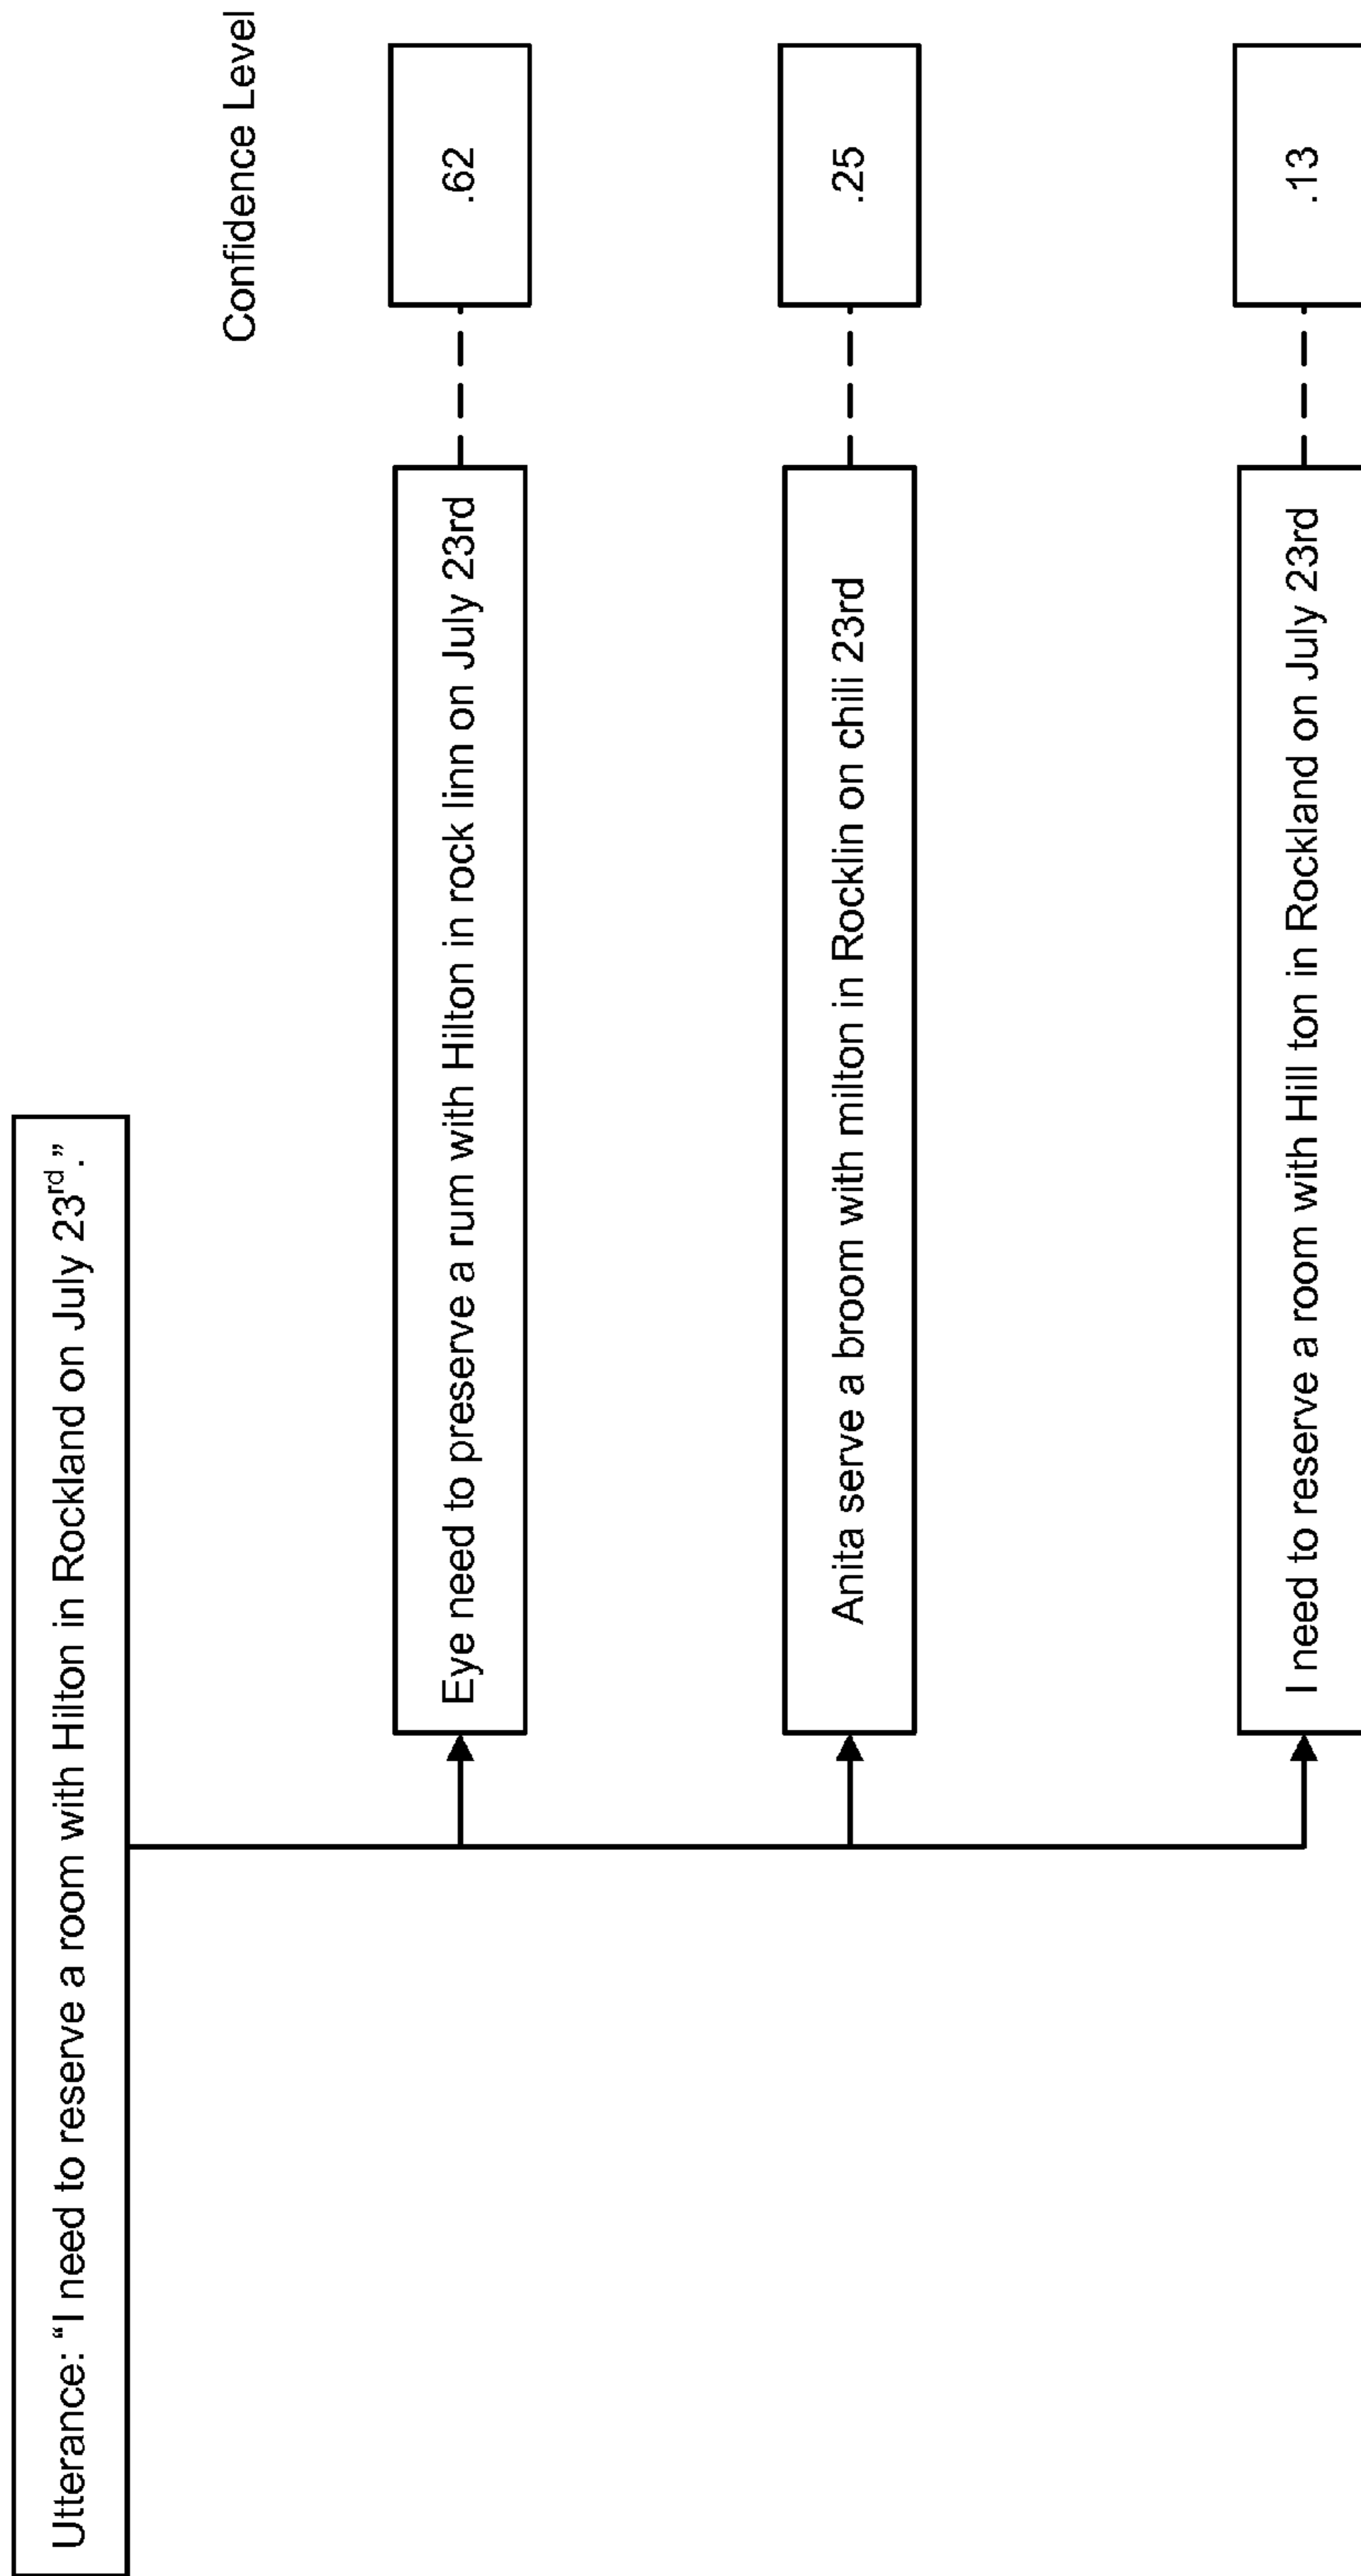 Utterance: “I need to reserve a room with Hilton in Rockland on July 23rd ”.
Confidence Level
Eye need to preserve a rum with Hilton in rock linn on July 23rd
.62
Anita serve a broom with milton in Rocklin on chili 23rd
.25
I need to reserve a room with Hill ton in Rockland on July 23rd
.13